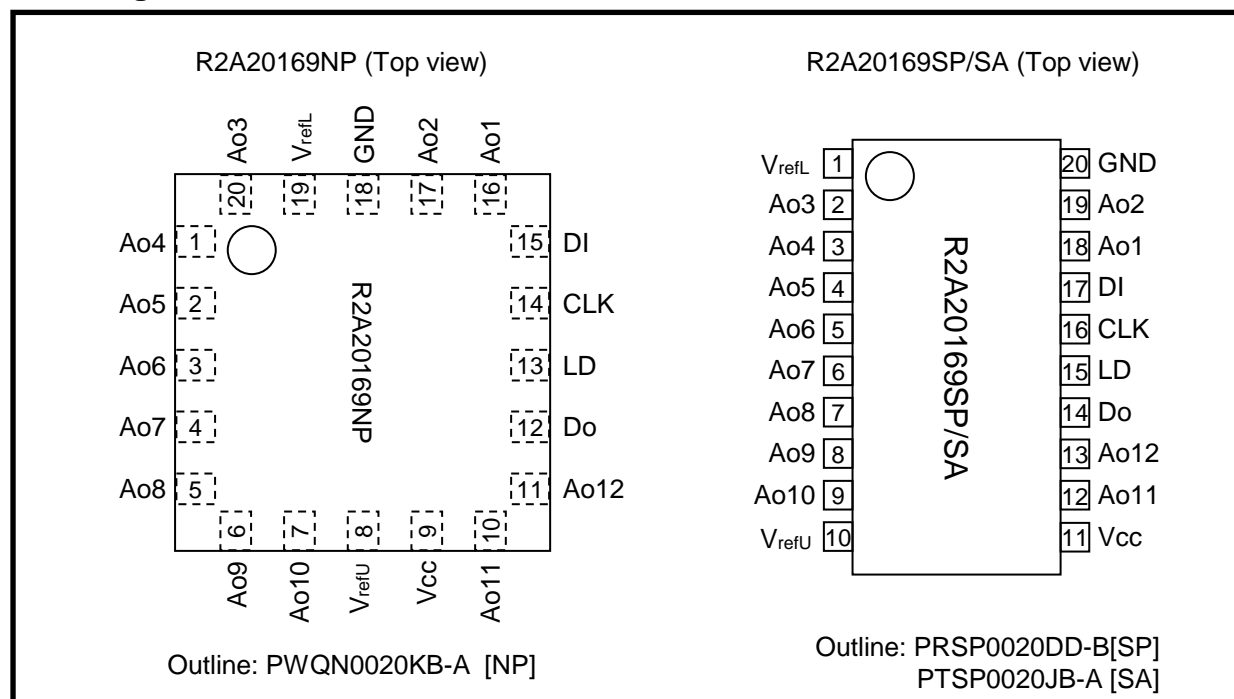 R2A20169NP (Top view)
Ao3 VrefL GND Ao2 Ao1
20 19 18 17 16
Ao4 1
Ao5 2
Ao6 3
Ao7 4
Ao8 5
15 DI
14 CLK
13 LD
12 Do
11 Ao12
R2A20169NP
6 7 8 9 10
Ao9 Ao10 VrefU Vcc Ao11
Outline: PWQN0020KB-A [NP]
R2A20169SP/SA (Top view)
VrefL 1
Ao3 2
Ao4 3
Ao5 4
Ao6 5
Ao7 6
Ao8 7
Ao9 8
Ao10 9
VrefU 10
R2A20169SP/SA
20 GND
19 Ao2
18 Ao1
17 DI
16 CLK
15 LD
14 Do
13 Ao12
12 Ao11
11 Vcc
Outline: PRSP0020DD-B[SP]
PTSP0020JB-A [SA]